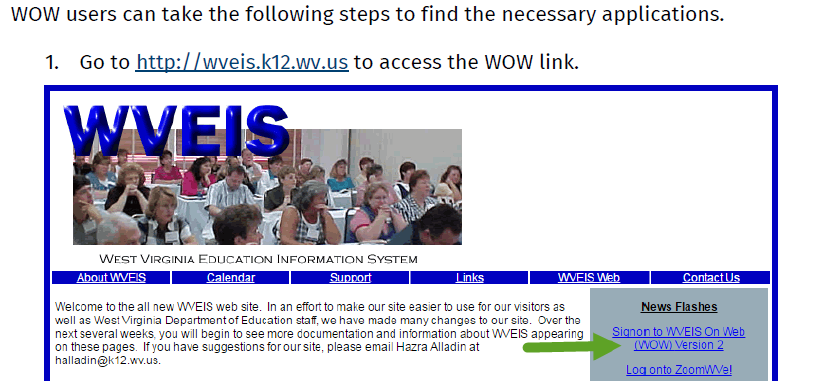 WOW users can take the following steps to find the necessary applications.
1. Go to http://wveis.k12.wv.us to access the WOW link.
WVEIS
WEST VIRGINIA EDUCATION INFORMATION SYSTEM
About WVEIS Calendar Support Links WVEIS Web Contact Us
Welcome to the all new WVEIS web site. In an effort to make our site easier to use for our visitors as
well as West Virginia Department of Education staff, we have made many changes to our site. Over the
next several weeks, you will begin to see more documentation and information about WVEIS appearing
on these pages. If you have suggestions for our site, please email Hazra Alladin at
halladin@k12.wv.us.
News Flashes
Signon to WVEIS On Web
(WOW) Version 2
Log onto ZoomWVe!